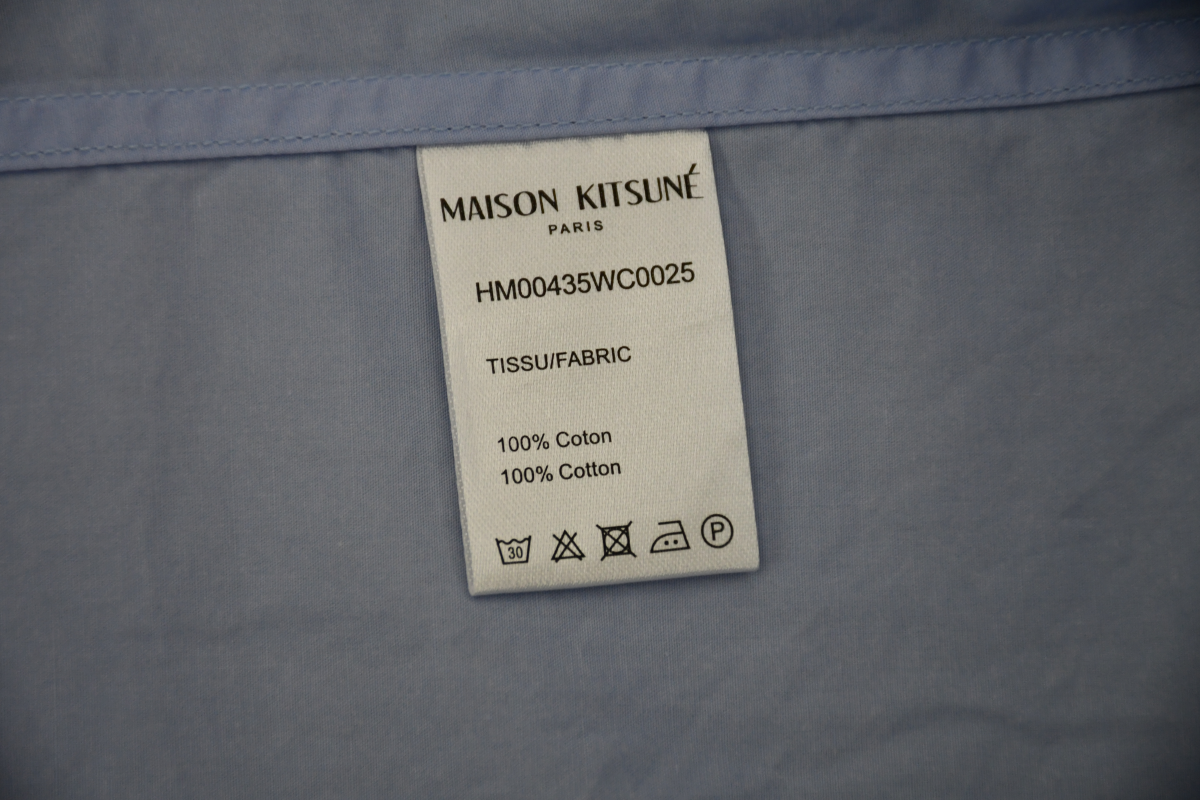 MAISON KITSUNÉ
PARIS
HM00435WC0025
TISSU/FABRIC
100% Coton
100% Cotton
30 P